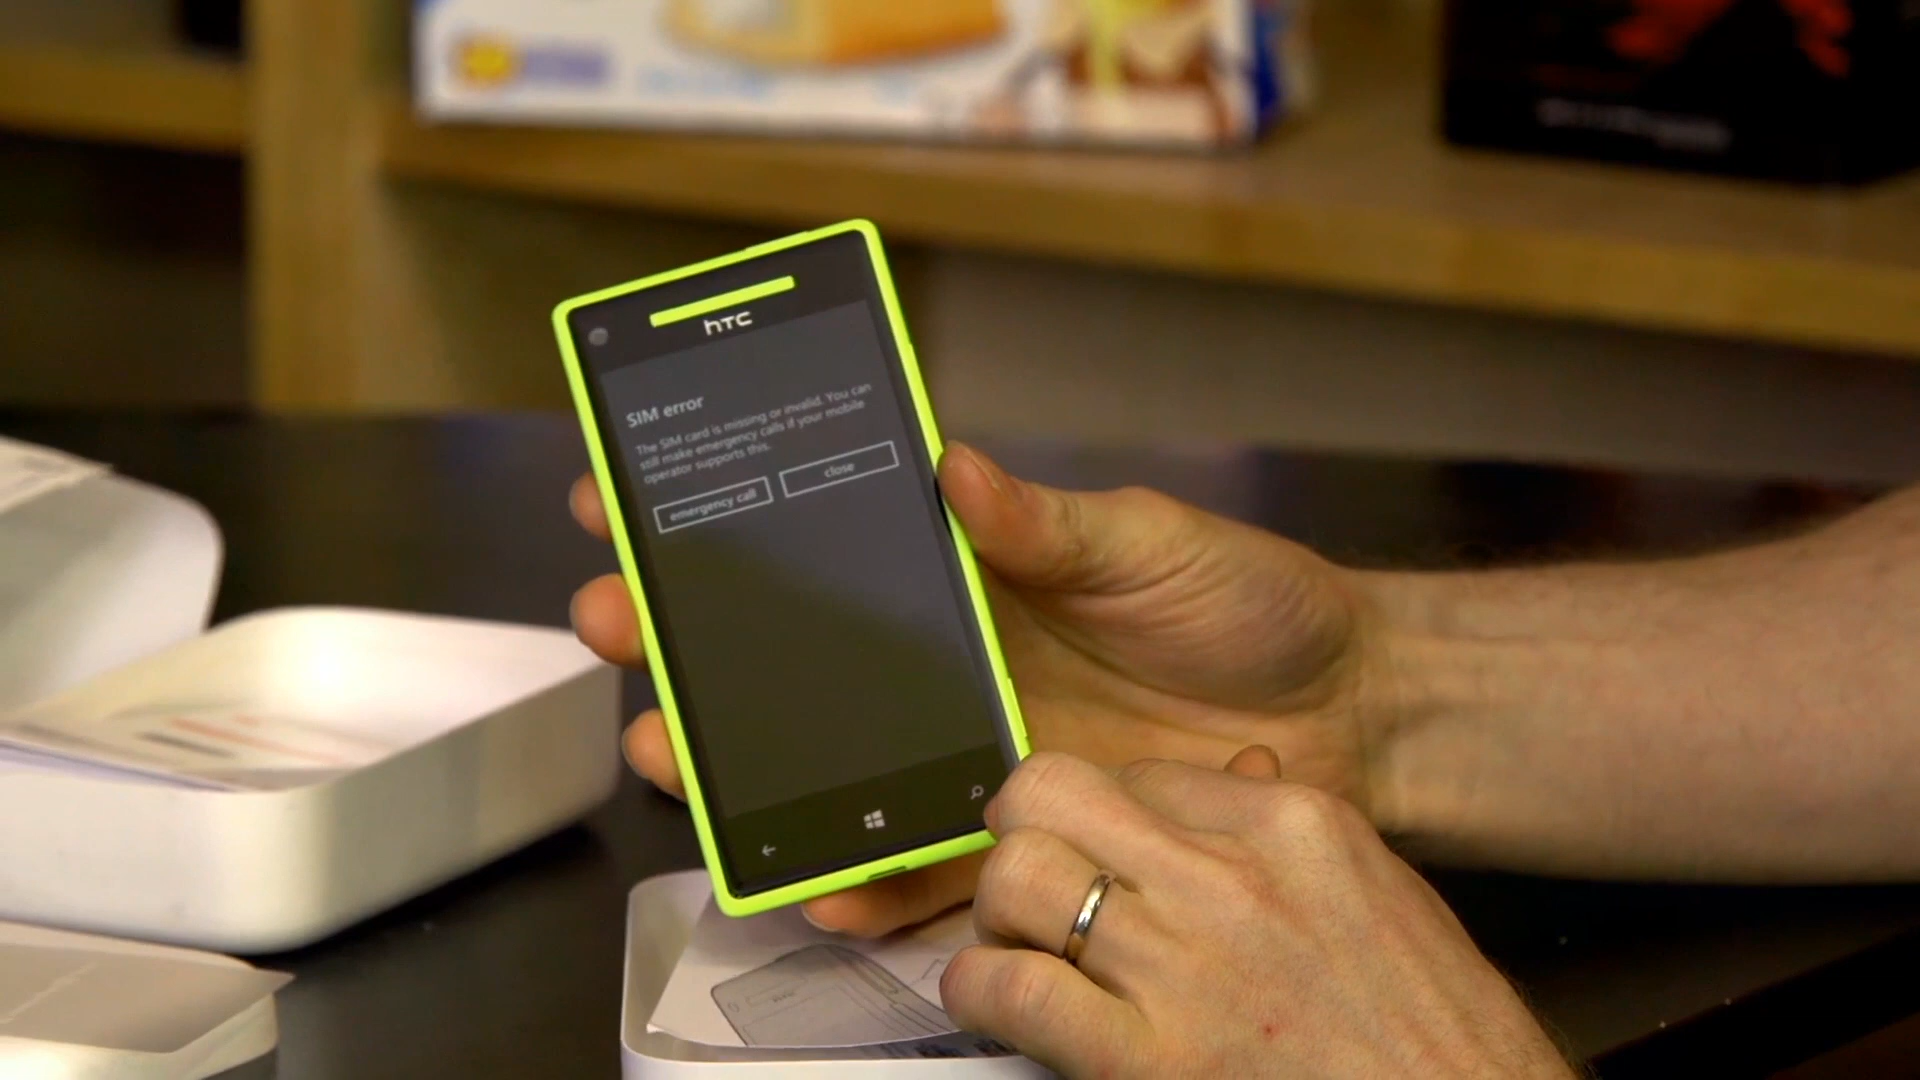 hTC
SIM error
The SIM card is missing or invalid. You can
still make emergency calls if your mobile
operator supports this.
emergency call
close